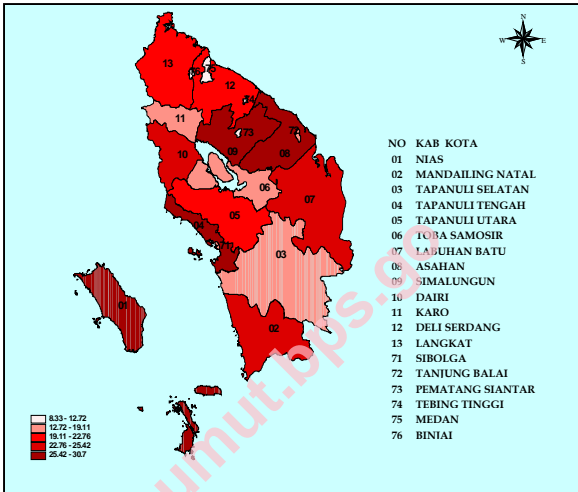 N
W E
S
13
76
75
12
74
11
73
72
10
09
08
06
07
05
04
71
03
01
02
NO KAB KOTA
01 NIAS
02 MANDAILING NATAL
03 TAPANULI SELATAN
04 TAPANULI TENGAH
05 TAPANULI UTARA
06 TOBA SAMOSIR
07 LABUHAN BATU
08 ASAHAN
09 SIMALUNGUN
10 DAIRI
11 KARO
12 DELI SERDANG
13 LANGKAT
71 SIBOLGA
72 TANJUNG BALAI
73 PEMATANG SIANTAR
74 TEBING TINGGI
75 MEDAN
76 BINJAI
8.33 - 12.72
12.72 - 19.11
19.11 - 22.76
22.76 - 25.42
25.42 - 30.7
umut.bps.go